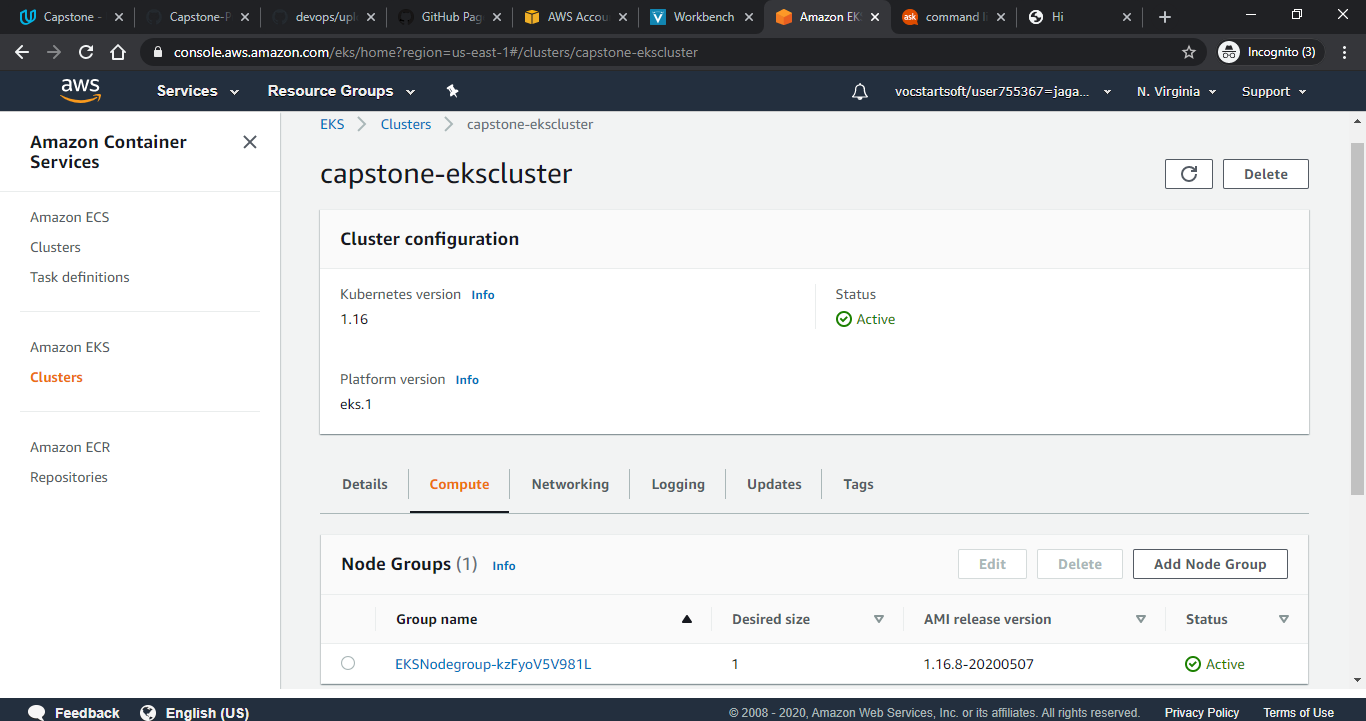 Capstone -
Capstone-P
devops/upl
GitHub Pag
AWS Accou
Workbench
Amazon EK
ask
command li
Hi
console.aws.amazon.com/eks/home?region=us-east-1#/clusters/capstone-ekscluster
Incognito (3)
aws
Services
Resource Groups
vocstartsoft/user755367=jaga...
N. Virginia
Support
Amazon Container
Services
Amazon ECS
Clusters
Task definitions
Amazon EKS
Clusters
Amazon ECR
Repositories
EKS
Clusters
capstone-ekscluster
capstone-ekscluster
Delete
Cluster configuration
Kubernetes version Info
1.16
Status
Active
Platform version Info
eks.1
Details
Compute
Networking
Logging
Updates
Tags
Node Groups (1) Info
Edit
Delete
Add Node Group
Group name
Desired size
AMI release version
Status
EKSNodegroup-kzFyoV5V981L
1
1.16.8-20200507
Active
Feedback
English (US)
© 2008 - 2020, Amazon Web Services, Inc. or its affiliates. All rights reserved.
Privacy Policy
Terms of Use